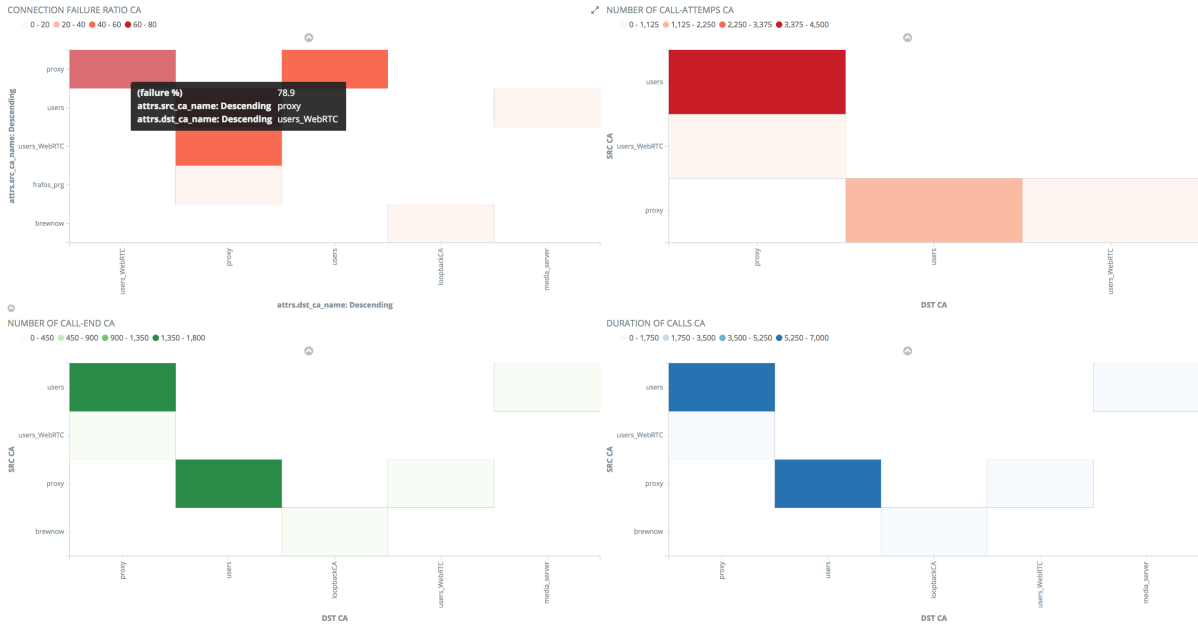 CONNECTION FAILURE RATIO CA
0 - 20 20 - 40 40 - 60 60 - 80
proxy
users
users_WebRTC
frafos_prg
brewnow
attrs.src_ca_name: Descending
(failure %) 78.9
attrs.src_ca_name: Descending proxy
attrs.dst_ca_name: Descending users_WebRTC
users_WebRTC
proxy
users
loopbackCA
media_server
attrs.dst_ca_name: Descending
NUMBER OF CALL-ATTEMPS CA
0 - 1,125 1,125 - 2,250 2,250 - 3,375 3,375 - 4,500
users
users_WebRTC
proxy
SRC CA
proxy
users
users_WebRTC
DST CA
NUMBER OF CALL-END CA
0 - 450 450 - 900 900 - 1,350 1,350 - 1,800
users
users_WebRTC
proxy
brewnow
SRC CA
proxy
users
loopbackCA
users_WebRTC
media_server
DST CA
DURATION OF CALLS CA
0 - 1,750 1,750 - 3,500 3,500 - 5,250 5,250 - 7,000
users
users_WebRTC
proxy
brewnow
SRC CA
proxy
users
loopbackCA
users_WebRTC
media_server
DST CA